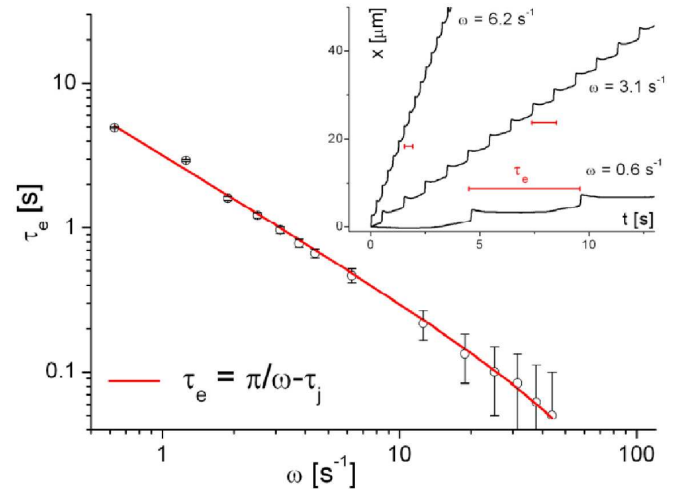 10
1
0.1
τe [s]
1
10
100
ω [s-1]
τe = π/ω-τj
40
20
0
x [μm]
ω = 6.2 s-1
ω = 3.1 s-1
τe
ω = 0.6 s-1
0
5
10
t [s]